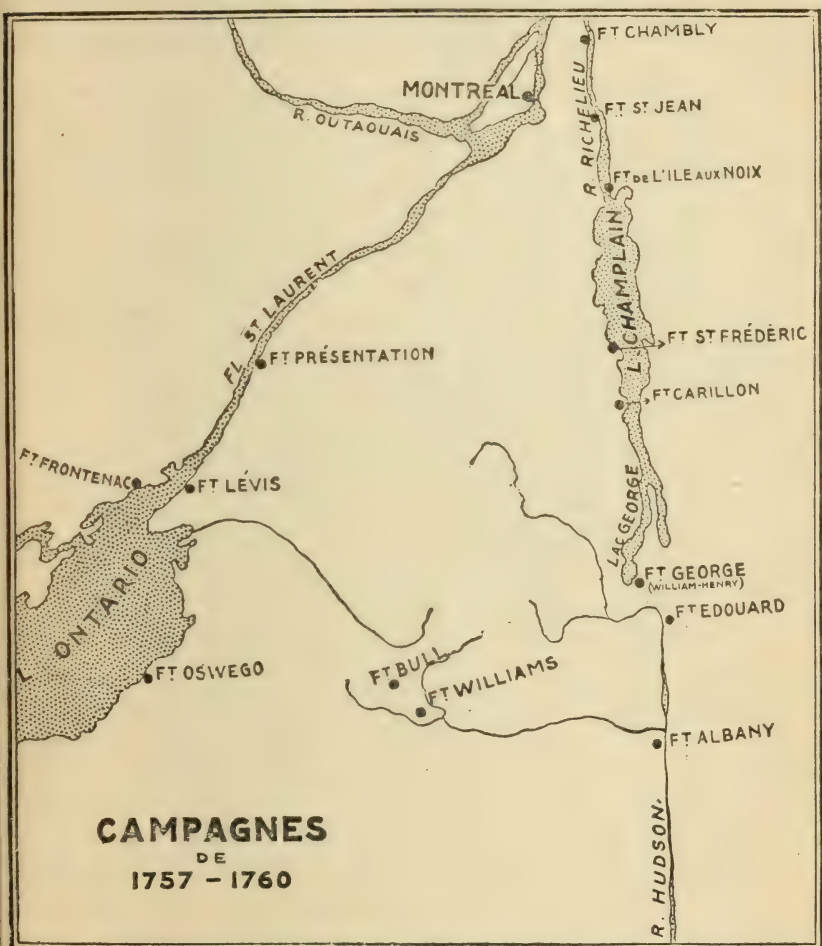 FT CHAMBLY
MONTREAL
R. OUTAOUAIS
R. RICHELIEU
FT ST JEAN
FT DE L'ILE AUX NOIX
L. CHAMPLAIN
FL ST LAURENT
FT PRÉSENTATION
FT ST FRÉDÉRIC
FT CARILLON
FT FRONTENAC
FT LÉVIS
LAC GEORGE
FT GEORGE
(WILLIAM-HENRY)
FT EDOUARD
L ONTARIO
FT OSWEGO
FT BULL
FT WILLIAMS
FT ALBANY
R. HUDSON.
CAMPAGNES
DE
1757 - 1760